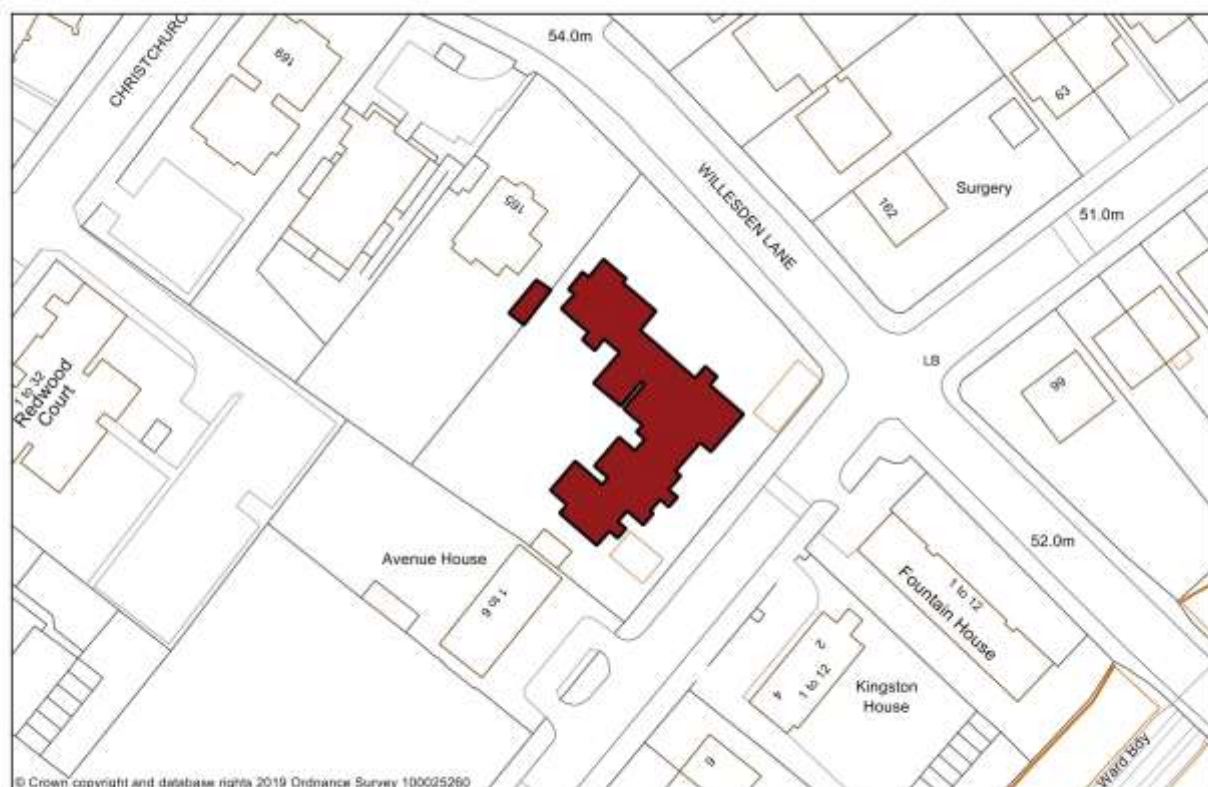 54.0m
CHRISTCHURC
169
63
WILLESDEN LANE
Surgery
162
165
51.0m
LB
1 to 32
Redwood
Court
99
52.0m
Avenue House
1 to 6
1 to 12
Fountain House
2
4
1 to 12
Kingston
House
9
Ward Bdy
© Crown copyright and database rights 2019 Ordnance Survey 100025260